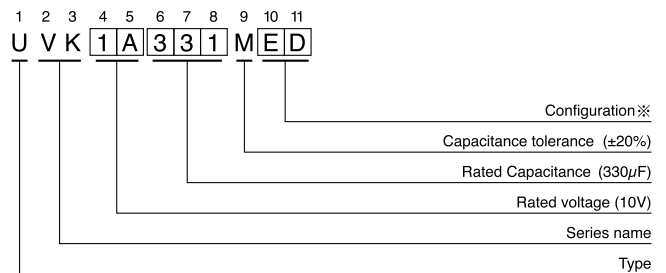 1 2 3 4 5 6 7 8 9 10 11
U V K 1 A 3 3 1 M E D
Configuration※
Capacitance tolerance (±20%)
Rated Capacitance (330µF)
Rated voltage (10V)
Series name
Type